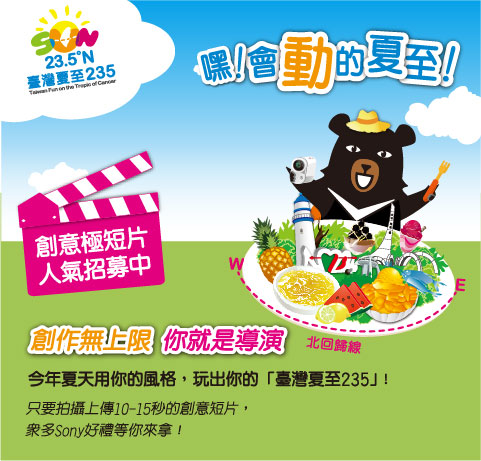 SUN
23.5°N
臺灣夏至235
Taiwan Fun on the Tropic of Cancer
嘿!會動的夏至!
創意極短片
人氣招募中
W
E
北回歸線
創作無上限 你就是導演
今年夏天用你的風格，玩出你的「臺灣夏至235」!
只要拍攝上傳10-15秒的創意短片，
眾多Sony好禮等你來拿！